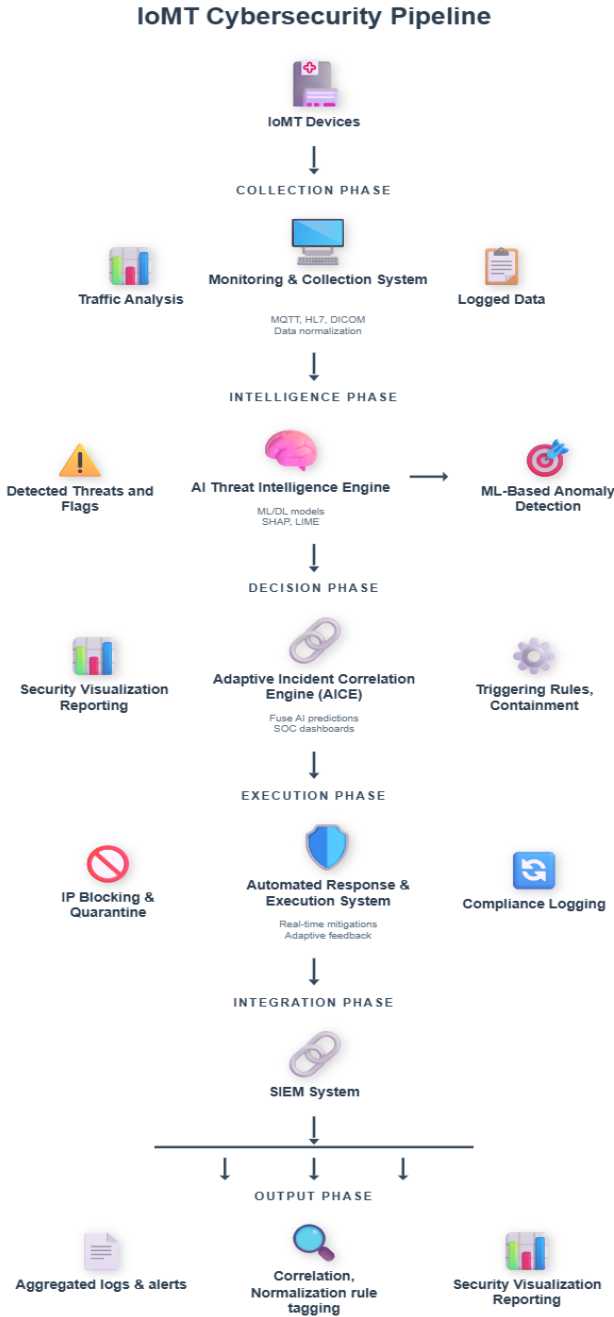 IoMT Cybersecurity Pipeline
IoMT Devices
COLLECTION PHASE
Traffic Analysis
Monitoring & Collection System
MQTT, HL7, DICOM
Data normalization
Logged Data
INTELLIGENCE PHASE
Detected Threats and
Flags
AI Threat Intelligence Engine
ML/DL models
SHAP, LIME
ML-Based Anomaly
Detection
DECISION PHASE
Security Visualization
Reporting
Adaptive Incident Correlation
Engine (AICE)
Fuse AI predictions
SOC dashboards
Triggering Rules,
Containment
EXECUTION PHASE
IP Blocking &
Quarantine
Automated Response &
Execution System
Real-time mitigations
Adaptive feedback
Compliance Logging
INTEGRATION PHASE
SIEM System
OUTPUT PHASE
Aggregated logs & alerts
Correlation,
Normalization rule
tagging
Security Visualization
Reporting